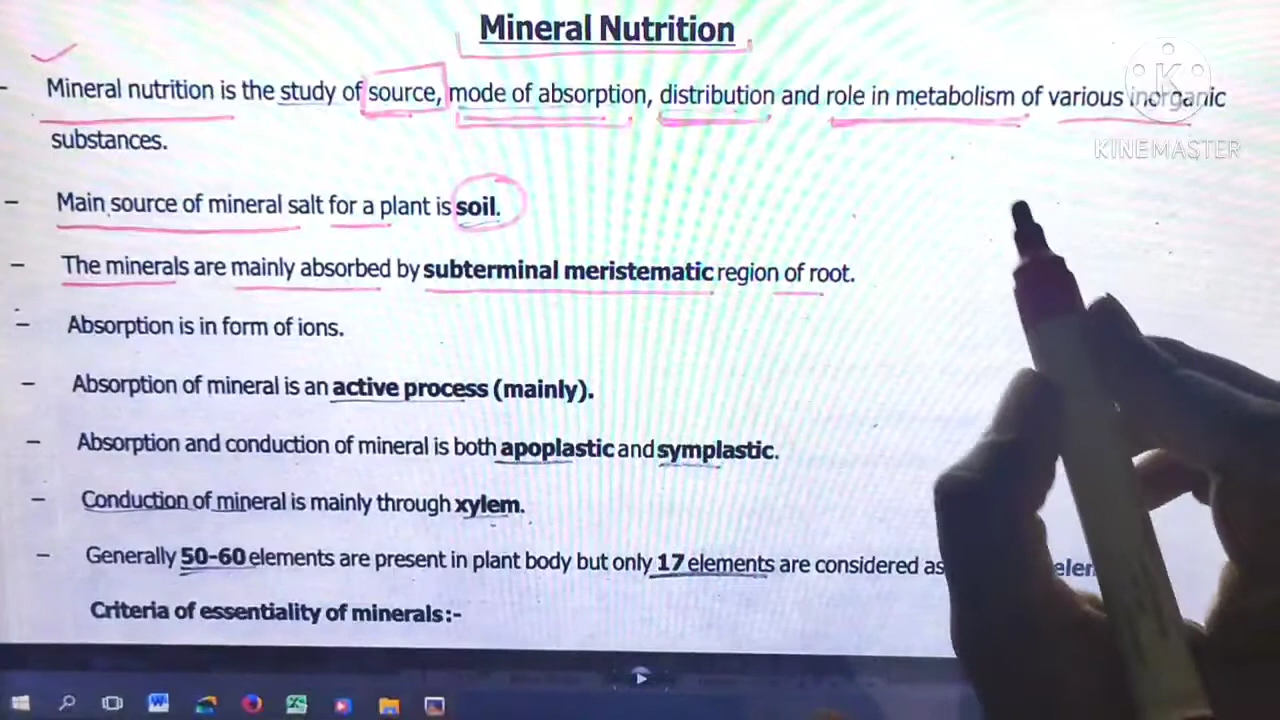 Mineral Nutrition
- Mineral nutrition is the study of source, mode of absorption, distribution and role in metabolism of various inorganic
substances.
- Main source of mineral salt for a plant is soil.
- The minerals are mainly absorbed by subterminal meristematic region of root.
- Absorption is in form of ions.
- Absorption of mineral is an active process (mainly).
- Absorption and conduction of mineral is both apoplastic and symplastic.
- Conduction of mineral is mainly through xylem.
- Generally 50-60 elements are present in plant body but only 17 elements are considered as
Criteria of essentiality of minerals:-
K
KINEMASTER